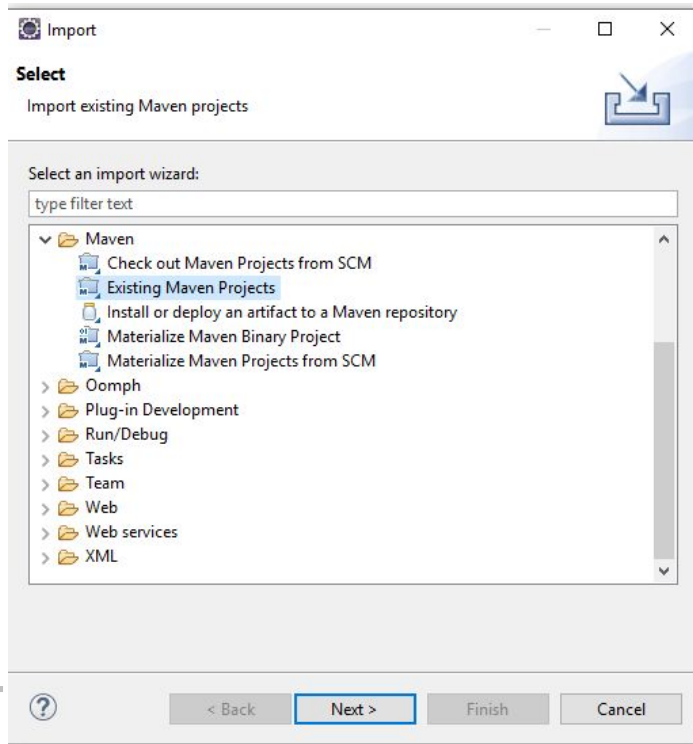 Import
Select
Import existing Maven projects
Select an import wizard:
type filter text
Maven
Check out Maven Projects from SCM
Existing Maven Projects
Install or deploy an artifact to a Maven repository
Materialize Maven Binary Project
Materialize Maven Projects from SCM
Oomph
Plug-in Development
Run/Debug
Tasks
Team
Web
Web services
XML
< Back Next > Finish Cancel